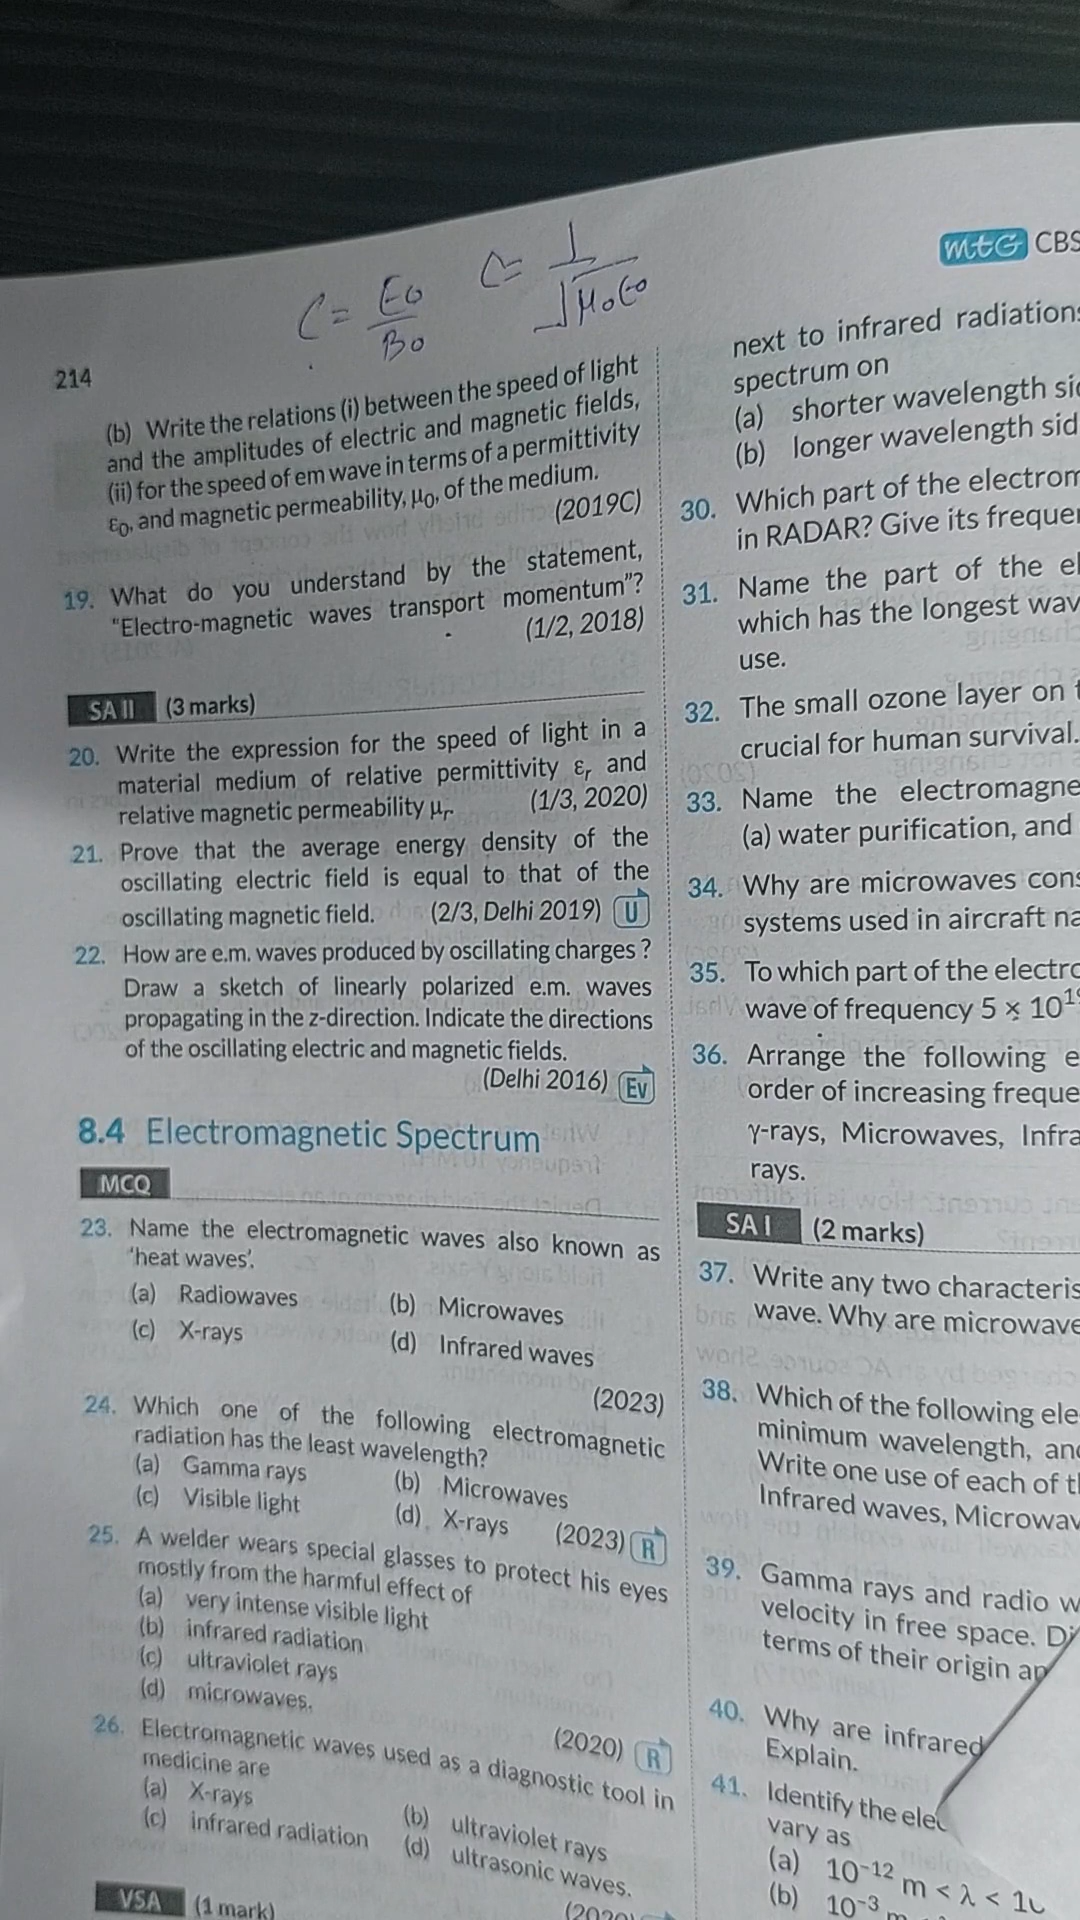 C = E0/B0
C = 1/√μ0ε0
mtG CBS
214
(b) Write the relations (i) between the speed of light
and the amplitudes of electric and magnetic fields,
(ii) for the speed of em wave in terms of a permittivity
ε0, and magnetic permeability, μ0, of the medium.
(2019C)
19. What do you understand by the statement,
"Electro-magnetic waves transport momentum"?
(1/2, 2018)
SA II (3 marks)
20. Write the expression for the speed of light in a
material medium of relative permittivity εr and
relative magnetic permeability μr. (1/3, 2020)
21. Prove that the average energy density of the
oscillating electric field is equal to that of the
oscillating magnetic field. (2/3, Delhi 2019) U
22. How are e.m. waves produced by oscillating charges ?
Draw a sketch of linearly polarized e.m. waves
propagating in the z-direction. Indicate the directions
of the oscillating electric and magnetic fields.
(Delhi 2016) Ev
8.4 Electromagnetic Spectrum
MCQ
23. Name the electromagnetic waves also known as
'heat waves'.
(a) Radiowaves (b) Microwaves
(c) X-rays (d) Infrared waves
(2023)
24. Which one of the following electromagnetic
radiation has the least wavelength?
(a) Gamma rays (b) Microwaves
(c) Visible light (d) X-rays (2023) R
25. A welder wears special glasses to protect his eyes
mostly from the harmful effect of
(a) very intense visible light
(b) infrared radiation
(c) ultraviolet rays
(d) microwaves.
(2020) R
26. Electromagnetic waves used as a diagnostic tool in
medicine are
(a) X-rays (b) ultraviolet rays
(c) infrared radiation (d) ultrasonic waves.
(2020)
VSA (1 mark)
next to infrared radiations
spectrum on
(a) shorter wavelength sid
(b) longer wavelength sid
30. Which part of the electrom
in RADAR? Give its frequen
31. Name the part of the el
which has the longest wav
use.
32. The small ozone layer on t
crucial for human survival.
33. Name the electromagne
(a) water purification, and
34. Why are microwaves cons
systems used in aircraft na
35. To which part of the electro
wave of frequency 5 × 10^19
36. Arrange the following e
order of increasing freque
γ-rays, Microwaves, Infra
rays.
SA I (2 marks)
37. Write any two characteris
wave. Why are microwave
38. Which of the following ele
minimum wavelength, and
Write one use of each of th
Infrared waves, Microwav
39. Gamma rays and radio w
velocity in free space. Di
terms of their origin an
40. Why are infrared
Explain.
41. Identify the elec
vary as
(a) 10^-12 m < λ < 10
(b) 10^-3 m